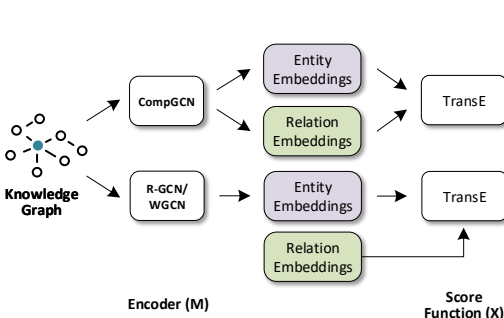 Entity
Embeddings
CompGCN
TransE
Relation
Embeddings
Knowledge
Graph
R-GCN/
WGCN
Entity
Embeddings
TransE
Relation
Embeddings
Encoder (M)
Score
Function (X)